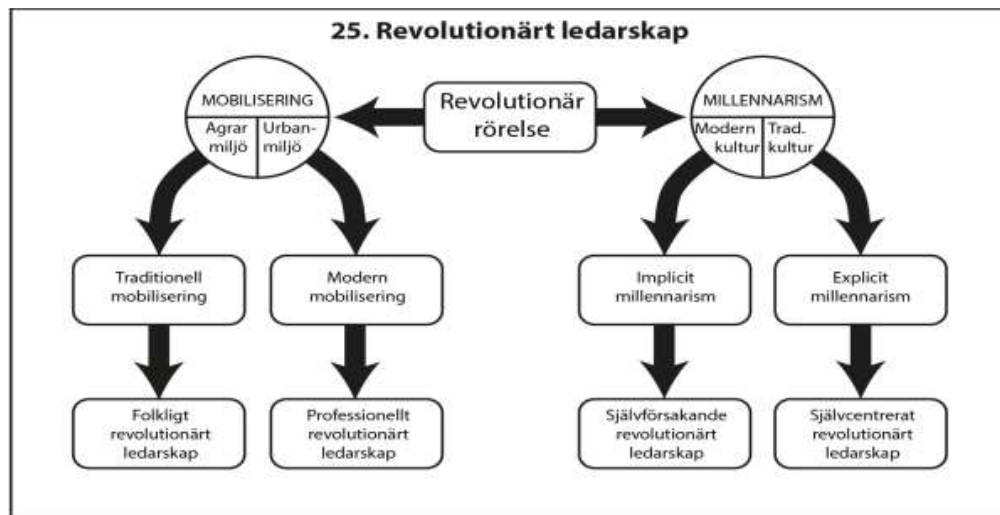 25. Revolutionärt ledarskap
MOBILISERING
Agrar
miljö
Urban-
miljö
Revolutionär
rörelse
MILLENNARISM
Modern
kultur
Trad.
kultur
Traditionell
mobilisering
Modern
mobilisering
Implicit
millennarism
Explicit
millennarism
Folkligt
revolutionärt
ledarskap
Professionellt
revolutionärt
ledarskap
Självförsakande
revolutionärt
ledarskap
Självcentrerat
revolutionärt
ledarskap